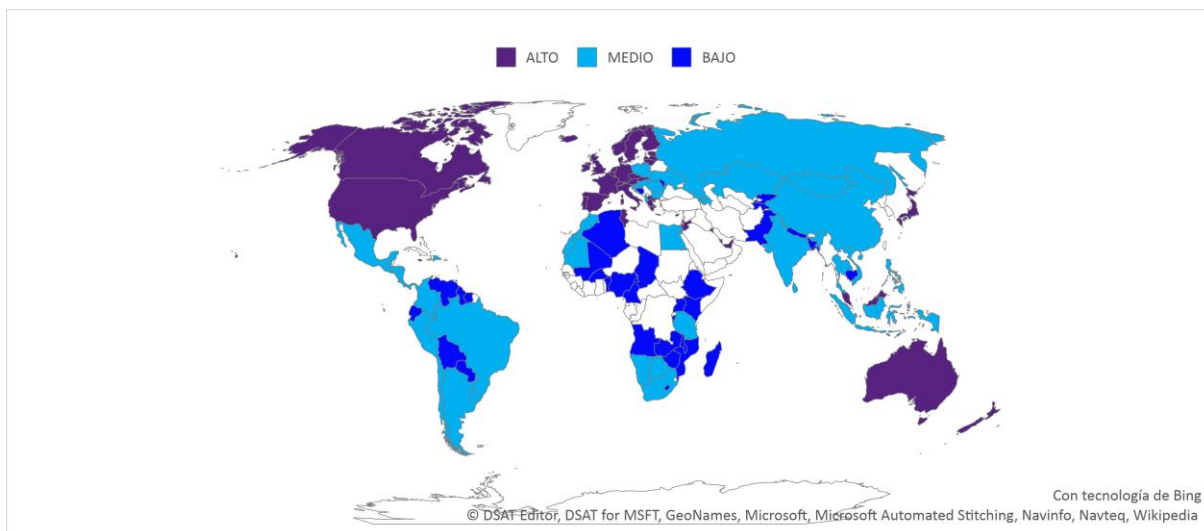 ALTO MEDIO BAJO
Con tecnología de Bing
© DSAT Editor, DSAT for MSFT, GeoNames, Microsoft, Microsoft Automated Stitching, Navinfo, Navteq, Wikipedia